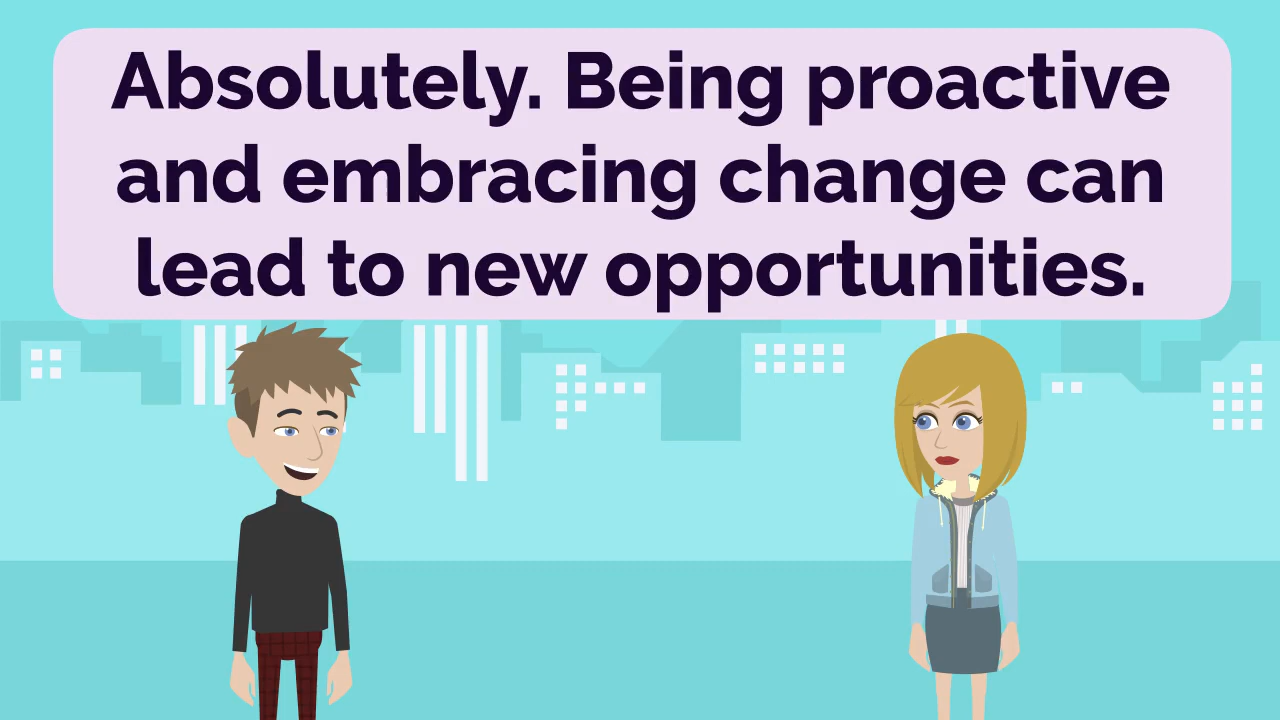 Absolutely. Being proactive
and embracing change can
lead to new opportunities.